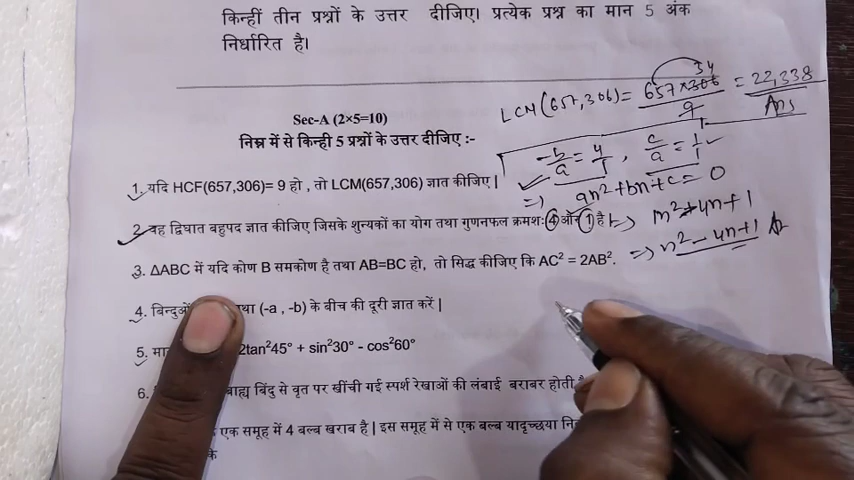 किन्हीं तीन प्रश्नों के उत्तर दीजिए। प्रत्येक प्रश्न का मान 5 अंक
निर्धारित है।
Sec-A (2×5=10)
निम्न में से किन्ही 5 प्रश्नों के उत्तर दीजिए :-
LCM(657,306) = 657×306 / 9 = 22,338
34
Ans
-b/a = 4/1 , c/a = 1/1
1. यदि HCF(657,306)= 9 हो , तो LCM(657,306) ज्ञात कीजिए |
=) an²+bn+c = 0
2. वह द्विघात बहुपद ज्ञात कीजिए जिसके शुन्यकों का योग तथा गुणनफल क्रमशः 4 और 1 है
3. ΔABC में यदि कोण B समकोण है तथा AB=BC हो, तो सिद्ध कीजिए कि AC² = 2AB².
=) n²-4n+1
4. बिन्दुओं तथा (-a , -b) के बीच की दूरी ज्ञात करें |
5. 2tan²45° + sin²30° - cos²60°
6. बाह्य बिंदु से वृत पर खींची गई स्पर्श रेखाओं की लंबाई बराबर होती
एक समूह में 4 बल्ब खराब है | इस समूह में से एक बल्ब यादृच्छया